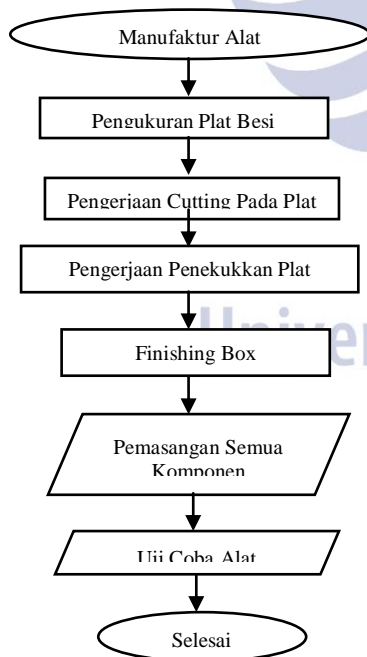 Manufaktur Alat
Pengukuran Plat Besi
Pengerjaan Cutting Pada Plat
Pengerjaan Penekukkan Plat
Finishing Box
Pemasangan Semua
Komponen
Uji Coba Alat
Selesai